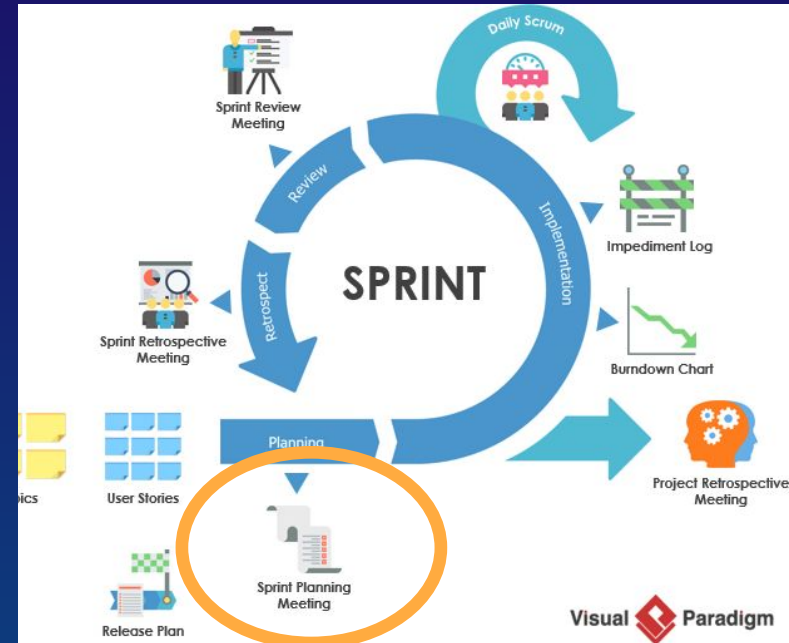 Daily Scrum
Sprint Review
Meeting
Review
Implementation
Impediment Log
SPRINT
Retrospect
Sprint Retrospective
Meeting
Burndown Chart
Planning
Project Retrospective
Meeting
pics
User Stories
Sprint Planning
Meeting
Release Plan
Visual Paradigm